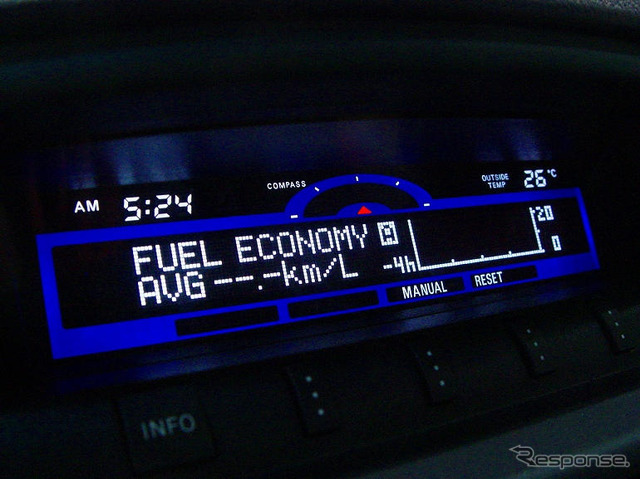 AM 5:24
COMPASS
OUTSIDE
TEMP 26°C
FUEL ECONOMY
AVG --.-km/L
-4h
20
0
MANUAL RESET
INFO
Response.